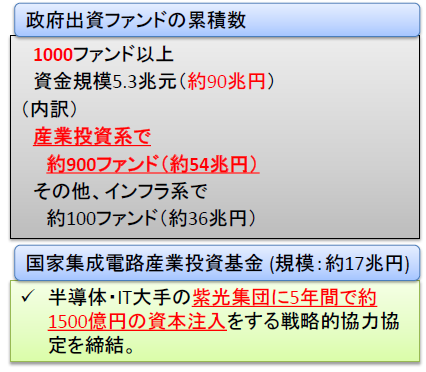 政府出資ファンドの累積数
1000ファンド以上
資金規模5.3兆元(約90兆円)
(内訳)
産業投資系で
約900ファンド(約54兆円)
その他、インフラ系で
約100ファンド(約36兆円)
国家集成電路産業投資基金 (規模:約17兆円)
✓ 半導体・IT大手の紫光集団に5年間で約
1500億円の資本注入をする戦略的協力協
定を締結。